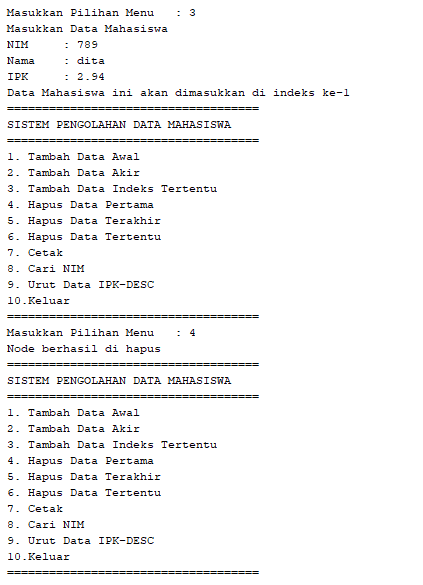 Masukkan Pilihan Menu   : 3
Masukkan Data Mahasiswa
NIM     : 789
Nama    : dita
IPK     : 2.94
Data Mahasiswa ini akan dimasukkan di indeks ke-1
====================================
SISTEM PENGOLAHAN DATA MAHASISWA
====================================
1. Tambah Data Awal
2. Tambah Data Akir
3. Tambah Data Indeks Tertentu
4. Hapus Data Pertama
5. Hapus Data Terakhir
6. Hapus Data Tertentu
7. Cetak
8. Cari NIM
9. Urut Data IPK-DESC
10.Keluar
====================================
Masukkan Pilihan Menu   : 4
Node berhasil di hapus
====================================
SISTEM PENGOLAHAN DATA MAHASISWA
====================================
1. Tambah Data Awal
2. Tambah Data Akir
3. Tambah Data Indeks Tertentu
4. Hapus Data Pertama
5. Hapus Data Terakhir
6. Hapus Data Tertentu
7. Cetak
8. Cari NIM
9. Urut Data IPK-DESC
10.Keluar
====================================